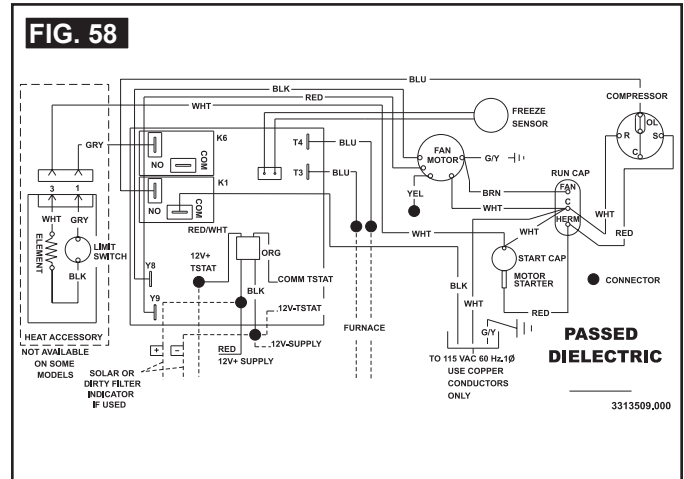 FIG. 58
BLU
BLK
RED
WHT
COMPRESSOR
FREEZE
SENSOR
OL
R
S
C
K6
NO
COM
GRY
T4
BLU
T3
BLU
FAN
MOTOR
G/Y
YEL
BRN
WHT
RUN CAP
FAN
C
HERM
WHT
RED
K1
NO
COM
3
1
WHT
GRY
ELEMENT
LIMIT
SWITCH
BLK
RED/WHT
12V+
TSTAT
ORG
COMM TSTAT
BLK
Y8
Y9
12V-TSTAT
12V-SUPPLY
RED
12V+ SUPPLY
+
−
WHT
WHT
START CAP
MOTOR
STARTER
RED
CONNECTOR
BLK
WHT
G/Y
FURNACE
HEAT ACCESSORY
NOT AVAILABLE
ON SOME
MODELS
SOLAR OR
DIRTY FILTER
INDICATOR
IF USED
TO 115 VAC 60 Hz.1Ø
USE COPPER
CONDUCTORS
ONLY
PASSED
DIELECTRIC
3313509.000